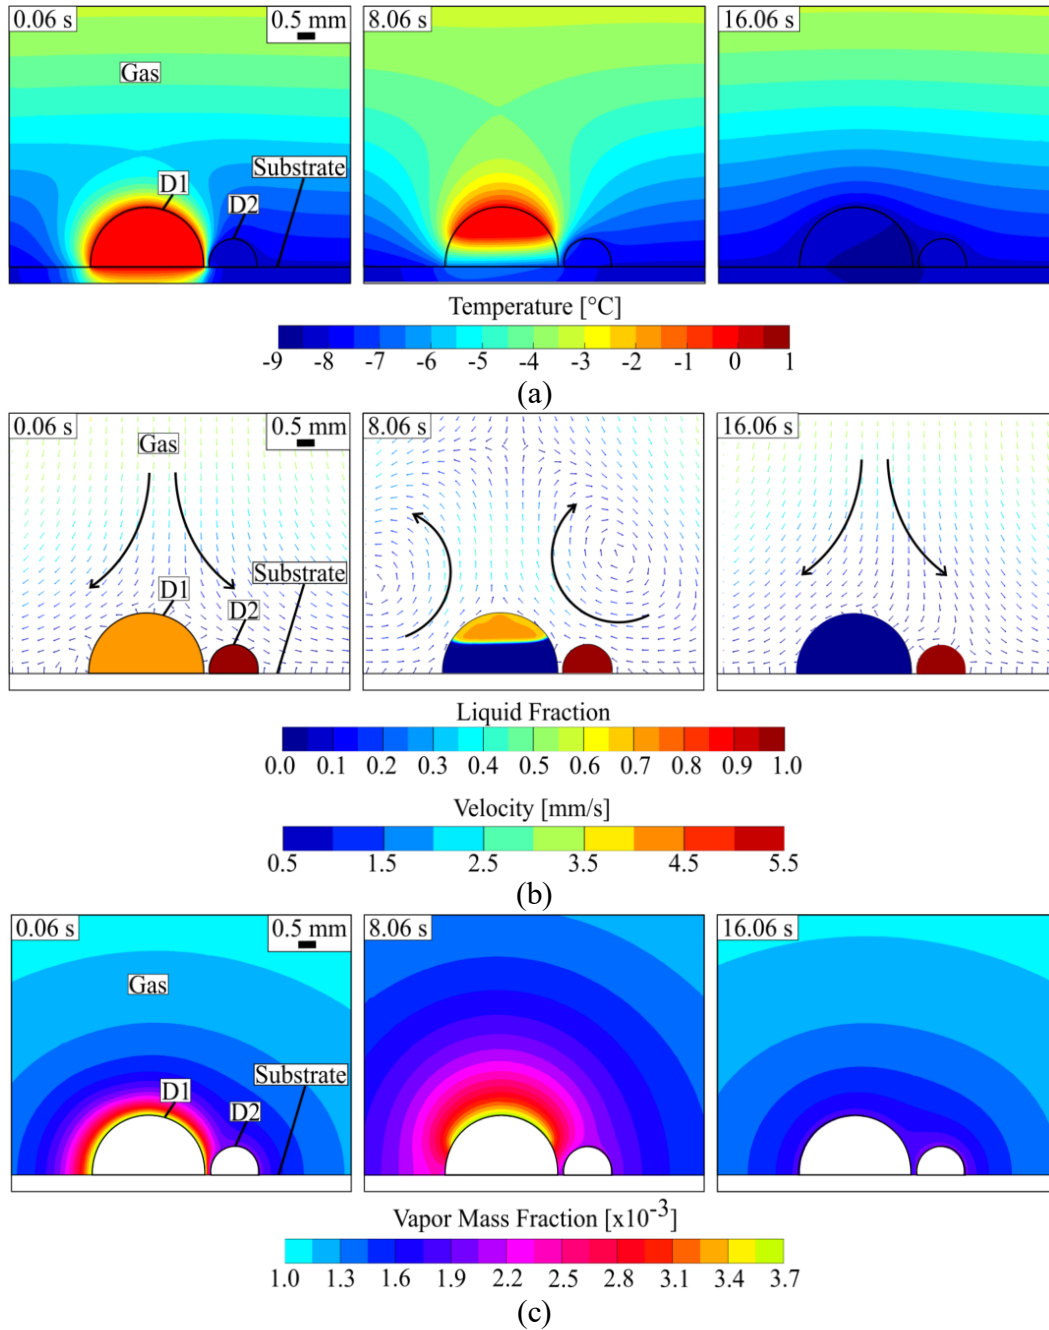 0.06 s
0.5 mm
8.06 s
16.06 s
Gas
Substrate
D1
D2
Temperature [°C]
-9 -8 -7 -6 -5 -4 -3 -2 -1 0 1
(a)
0.06 s
0.5 mm
8.06 s
16.06 s
Gas
Substrate
D1
D2
Liquid Fraction
0.0 0.1 0.2 0.3 0.4 0.5 0.6 0.7 0.8 0.9 1.0
Velocity [mm/s]
0.5 1.5 2.5 3.5 4.5 5.5
(b)
0.06 s
0.5 mm
8.06 s
16.06 s
Gas
Substrate
D1
D2
Vapor Mass Fraction [x10⁻³]
1.0 1.3 1.6 1.9 2.2 2.5 2.8 3.1 3.4 3.7
(c)